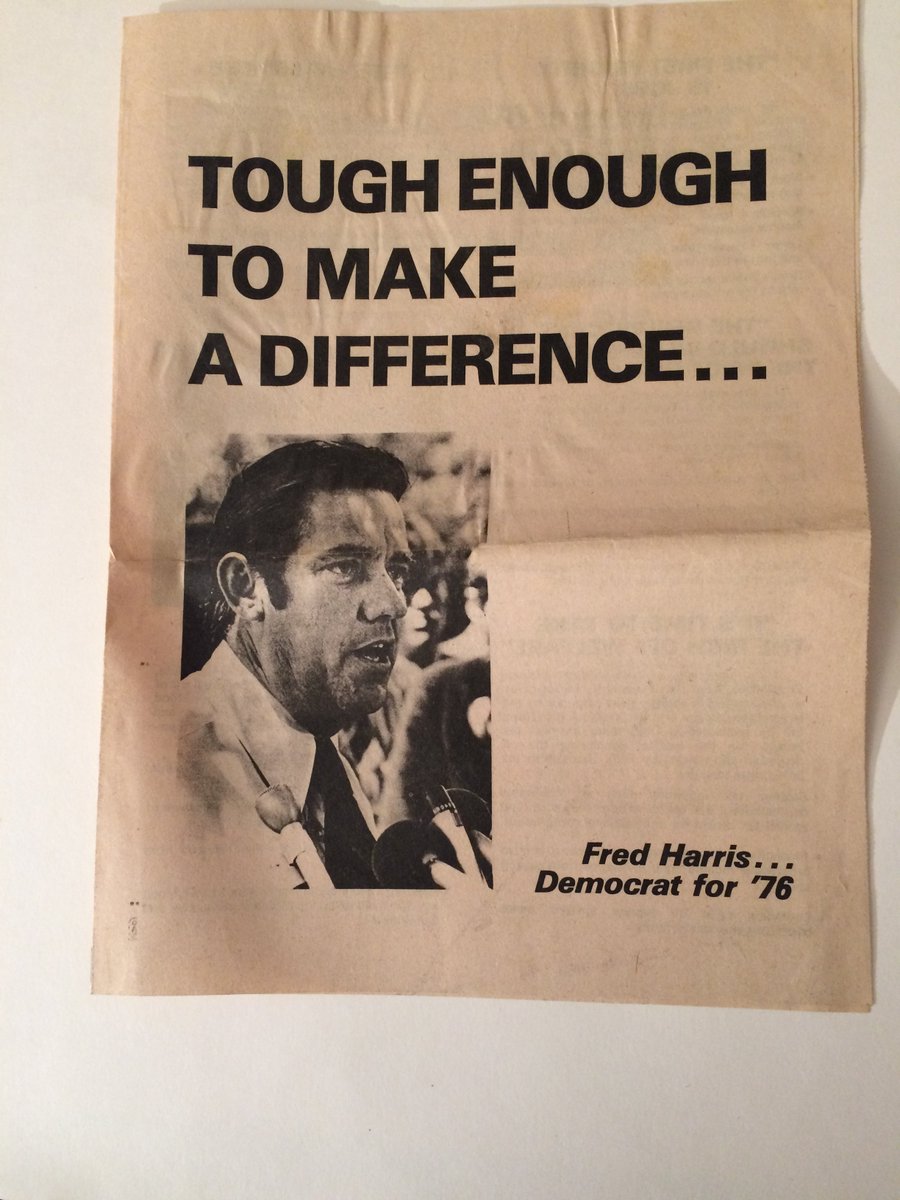 TOUGH ENOUGH
TO MAKE
A DIFFERENCE...
Fred Harris...
Democrat for '76